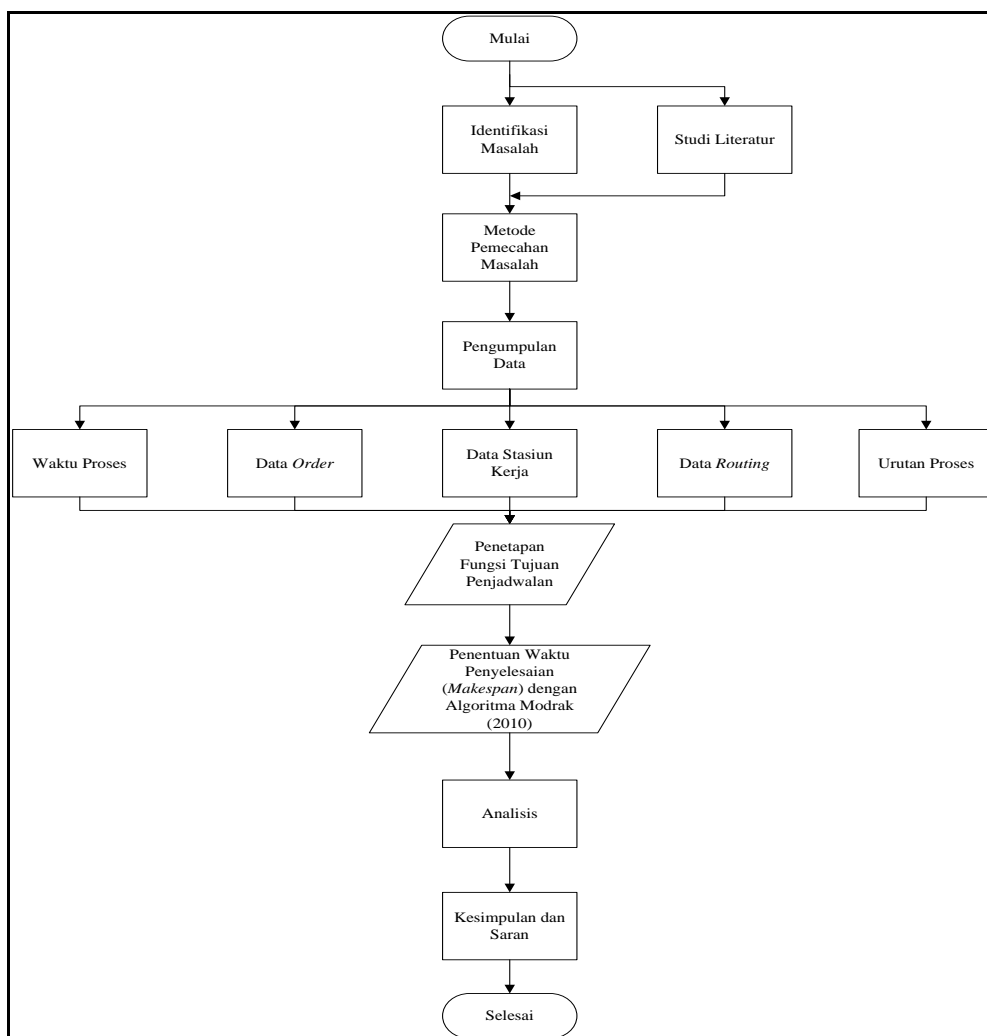 Mulai
Identifikasi
Masalah
Studi Literatur
Metode
Pemecahan
Masalah
Pengumpulan
Data
Waktu Proses
Data Order
Data Stasiun
Kerja
Data Routing
Urutan Proses
Penetapan
Fungsi Tujuan
Penjadwalan
Penentuan Waktu
Penyelesaian
(Makespan) dengan
Algoritma Modrak
(2010)
Analisis
Kesimpulan dan
Saran
Selesai